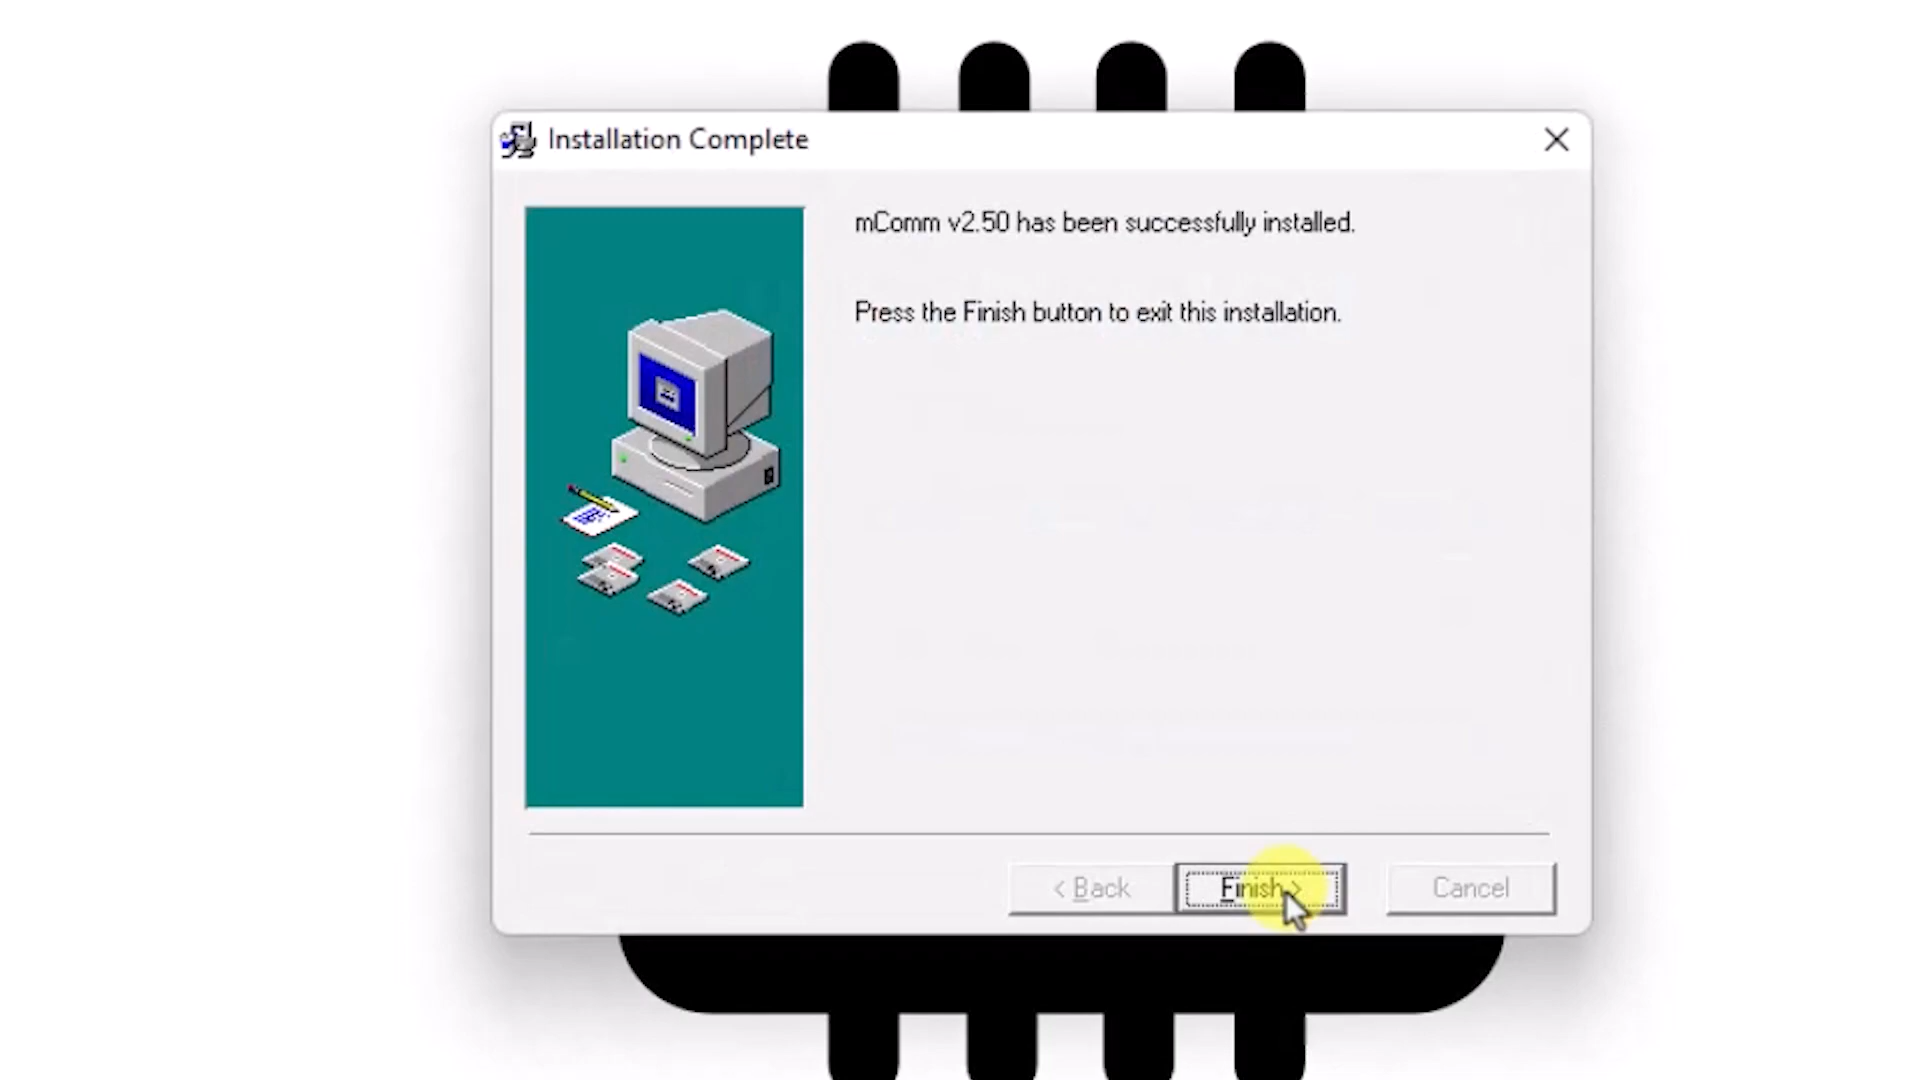 Installation Complete
mComm v2.50 has been successfully installed.
Press the Finish button to exit this installation.
< Back
Finish >
Cancel